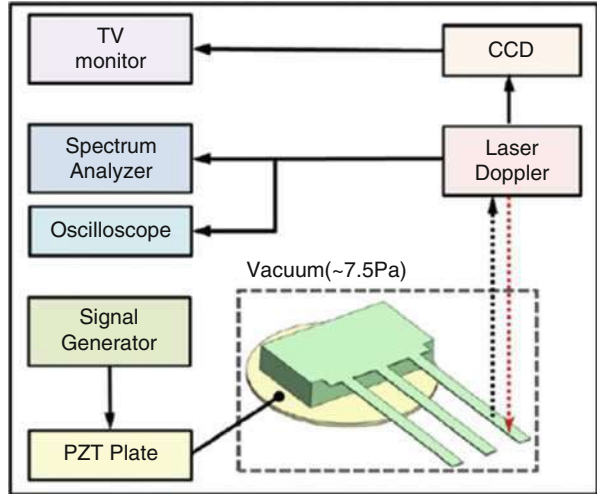 TV
monitor
CCD
Spectrum
Analyzer
Laser
Doppler
Oscilloscope
Vacuum(~7.5Pa)
Signal
Generator
PZT Plate